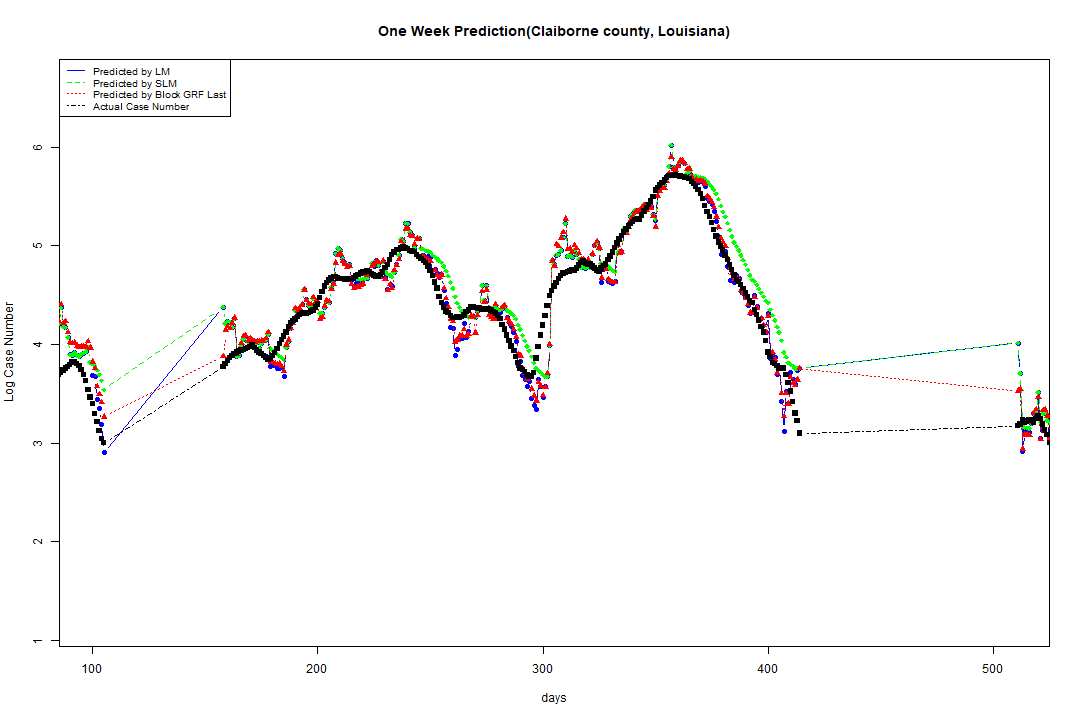 One Week Prediction(Claiborne county, Louisiana)
Predicted by LM
Predicted by SLM
Predicted by Block GRF Last
Actual Case Number
6
5
4
3
2
1
Log Case Number
100 200 300 400 500
days